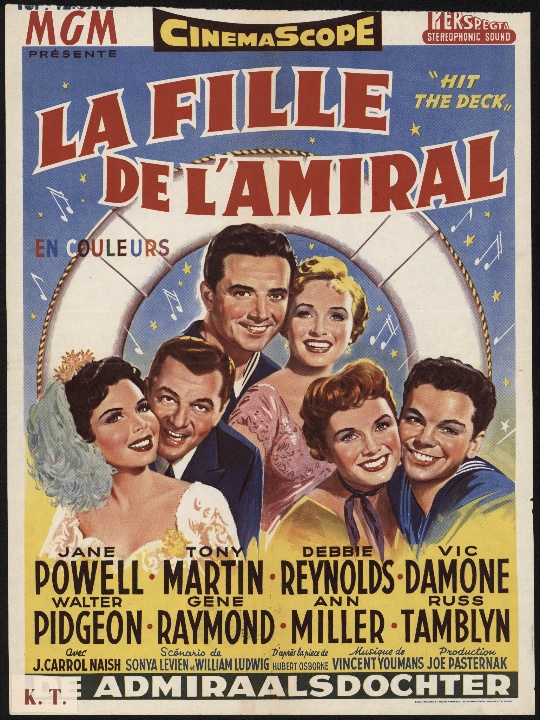 MGM
PRÉSENTE
CINEMASCOPE
PERSPECTA
STEREOPHONIC SOUND
"HIT
THE DECK"
LA FILLE
DE L'AMIRAL
EN COULEURS
JANE TONY DEBBIE VIC
POWELL · MARTIN · REYNOLDS · DAMONE
WALTER GENE ANN RUSS
PIDGEON · RAYMOND · MILLER · TAMBLYN
avec Scénario de D'après la pièce de Musique de Production
J. CARROL NAISH SONYA LEVIEN et WILLIAM LUDWIG HUBERT OSBORKE VINCENT YOUMANS JOE PASTERNAK
K. T.
DE ADMIRAALSDOCHTER